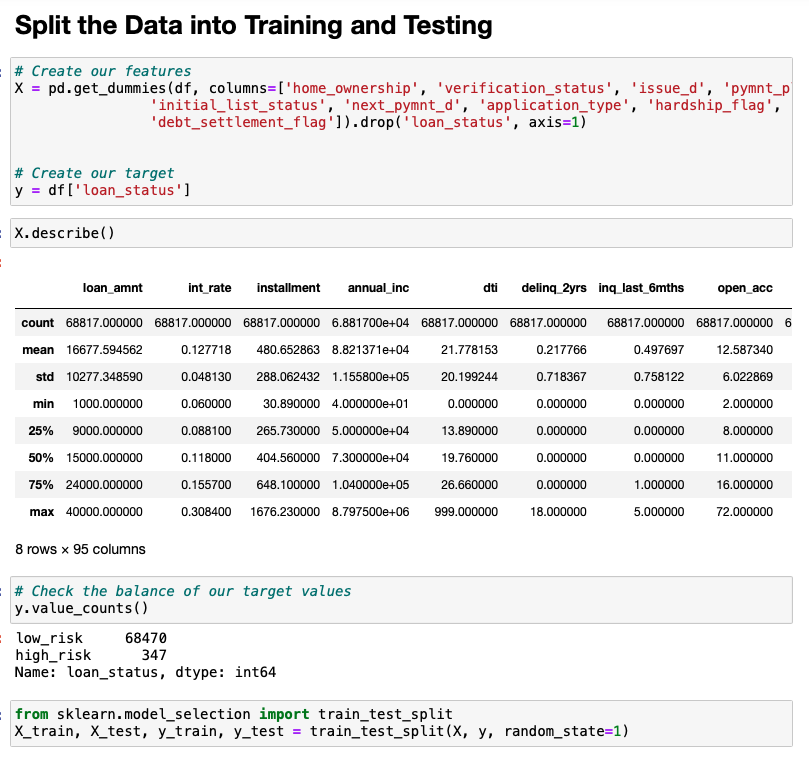 Split the Data into Training and Testing
# Create our features
X = pd.get_dummies(df, columns=['home_ownership', 'verification_status', 'issue_d', 'pymnt_p
'initial_list_status', 'next_pymnt_d', 'application_type', 'hardship_flag',
'debt_settlement_flag']).drop('loan_status', axis=1)
# Create our target
y = df['loan_status']
X.describe()
loan_amnt int_rate installment annual_inc dti delinq_2yrs inq_last_6mths open_acc
count 68817.000000 68817.000000 68817.000000 6.881700e+04 68817.000000 68817.000000 68817.000000 68817.000000 6
mean 16677.594562 0.127718 480.652863 8.821371e+04 21.778153 0.217766 0.497697 12.587340
std 10277.348590 0.048130 288.062432 1.155800e+05 20.199244 0.718367 0.758122 6.022869
min 1000.000000 0.060000 30.890000 4.000000e+01 0.000000 0.000000 0.000000 2.000000
25% 9000.000000 0.088100 265.730000 5.000000e+04 13.890000 0.000000 0.000000 8.000000
50% 15000.000000 0.118000 404.560000 7.300000e+04 19.760000 0.000000 0.000000 11.000000
75% 24000.000000 0.155700 648.100000 1.040000e+05 26.660000 0.000000 1.000000 16.000000
max 40000.000000 0.308400 1676.230000 8.797500e+06 999.000000 18.000000 5.000000 72.000000
8 rows × 95 columns
# Check the balance of our target values
y.value_counts()
low_risk     68470
high_risk      347
Name: loan_status, dtype: int64
from sklearn.model_selection import train_test_split
X_train, X_test, y_train, y_test = train_test_split(X, y, random_state=1)